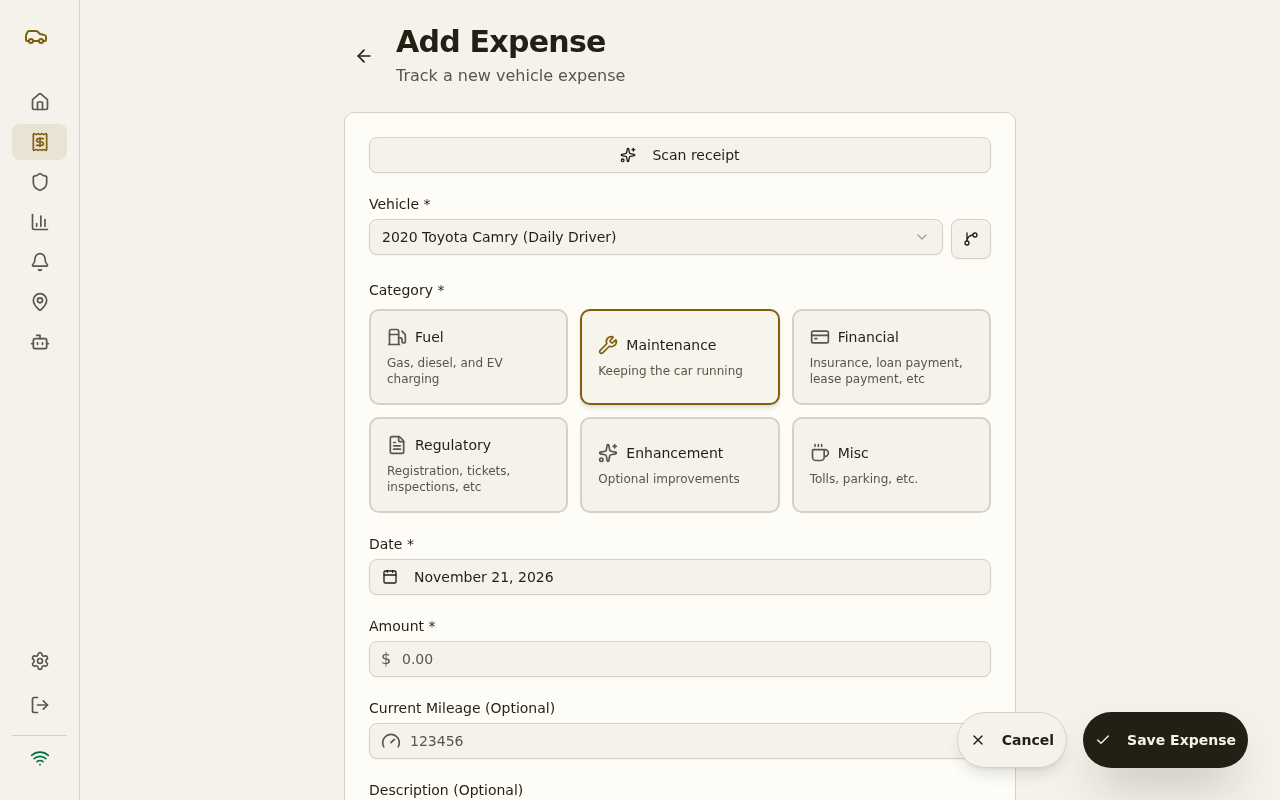 Add Expense
Track a new vehicle expense
Scan receipt
Vehicle *
2020 Toyota Camry (Daily Driver)
Category *
Fuel
Gas, diesel, and EV
charging
Maintenance
Keeping the car running
Financial
Insurance, loan payment,
lease payment, etc
Regulatory
Registration, tickets,
inspections, etc
Enhancement
Optional improvements
Misc
Tolls, parking, etc.
Date *
November 21, 2026
Amount *
$ 0.00
Current Mileage (Optional)
123456
Cancel
Save Expense
Description (Optional)